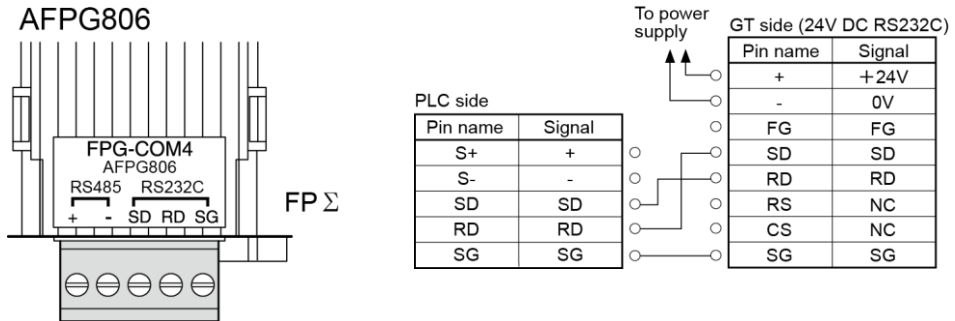 AFPG806
FPG-COM4
AFPG806
RS485 RS232C
+ - SD RD SG
FP Σ
To power
supply
PLC side
Pin name Signal
S+ +
S- -
SD SD
RD RD
SG SG
GT side (24V DC RS232C)
Pin name Signal
+ +24V
- 0V
FG FG
SD SD
RD RD
RS NC
CS NC
SG SG